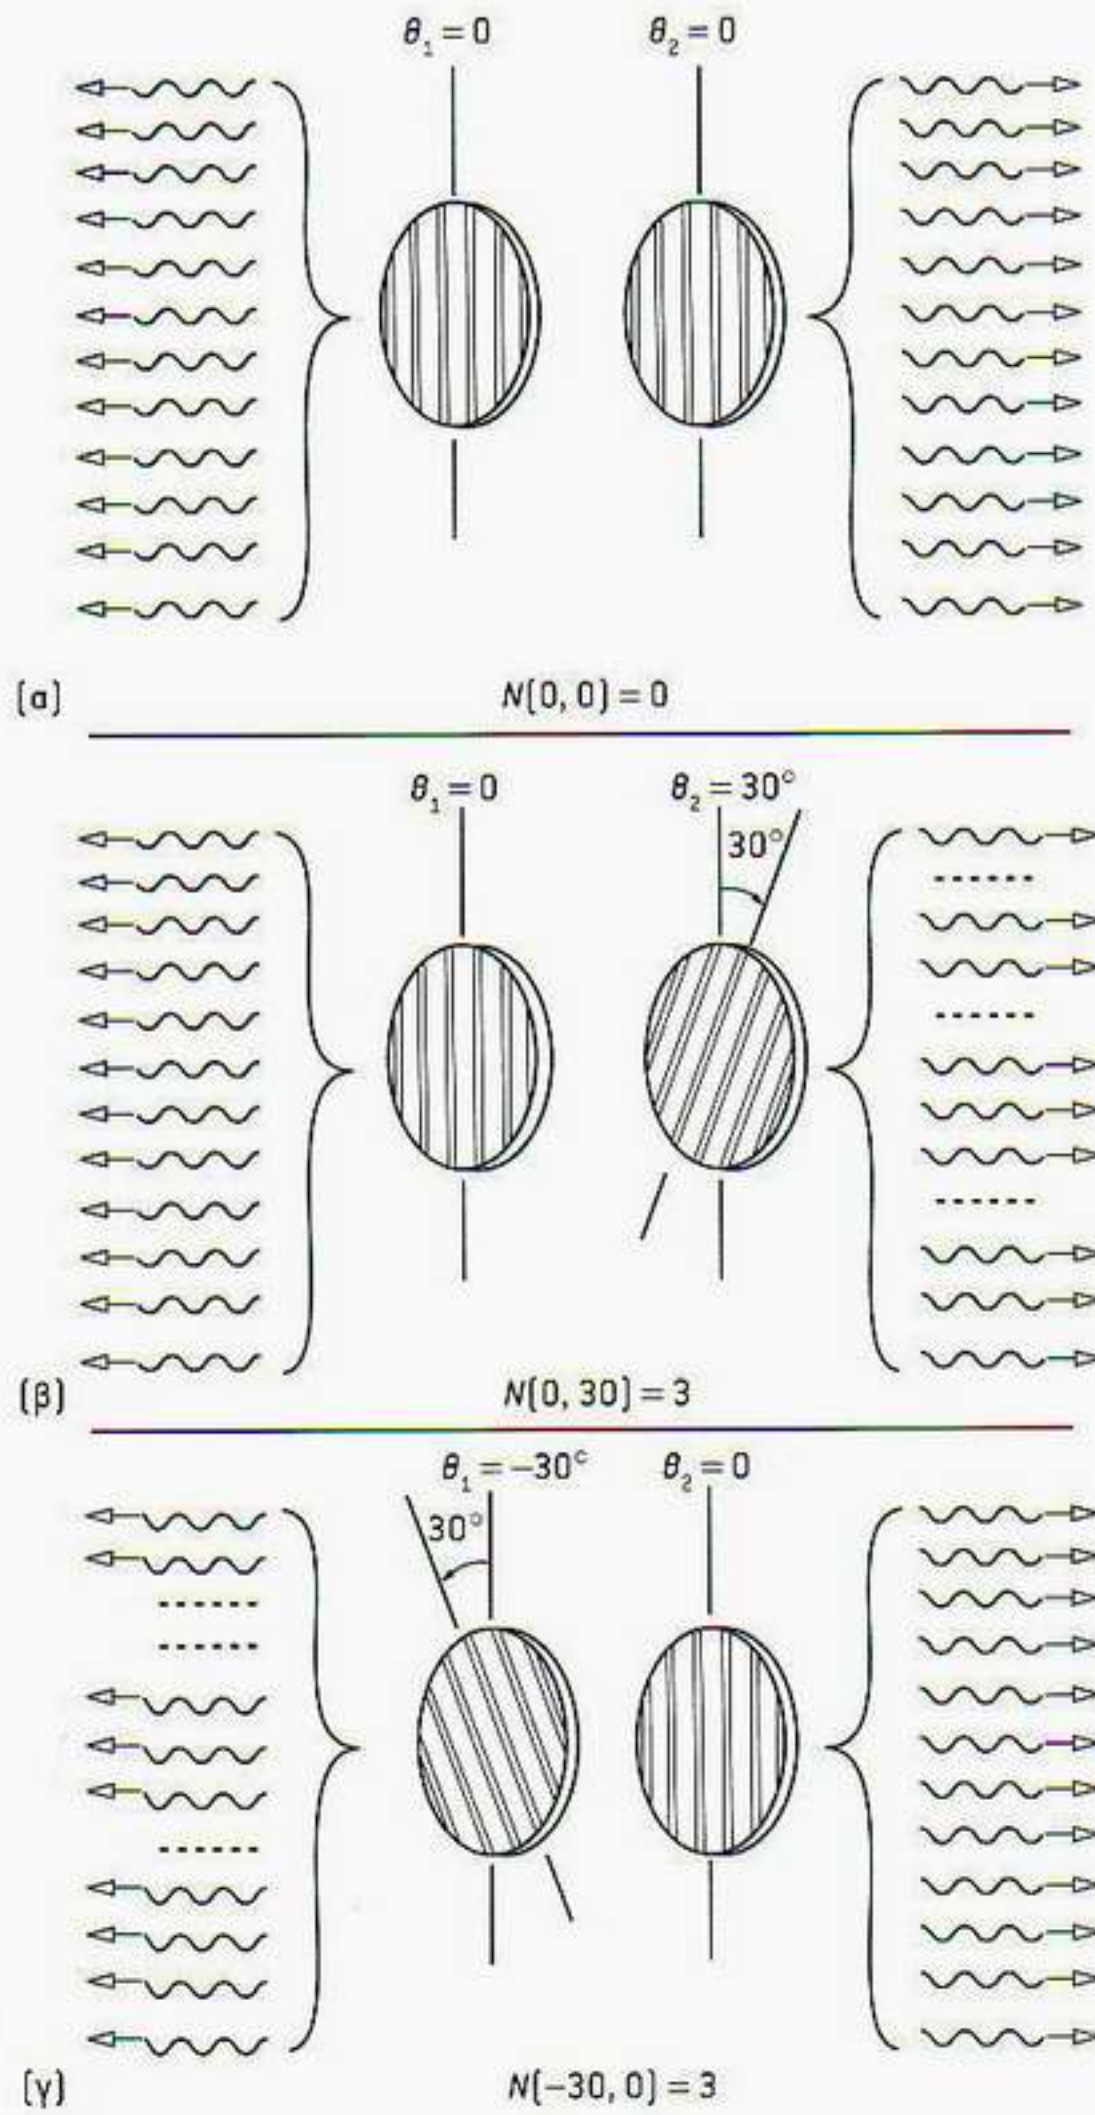 θ₁ = 0 θ₂ = 0
(α) N(0, 0) = 0
θ₁ = 0 θ₂ = 30°
30°
(β) N(0, 30) = 3
θ₁ = −30° θ₂ = 0
30°
(γ) N(−30, 0) = 3